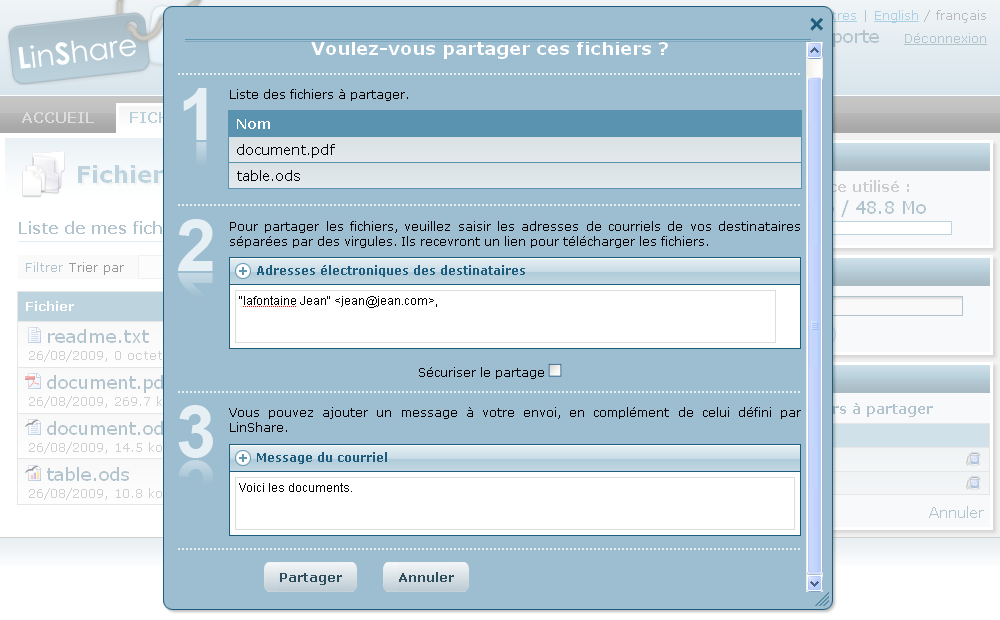 LinShare
tres | English / français
porte Déconnexion
ACCUEIL FICH
Fichier
ce utilisé :
/ 48.8 Mo
Liste de mes fich
Filtrer Trier par
Fichier
readme.txt
26/08/2009, 0 octet
document.pd
26/08/2009, 269.7 k
document.od
26/08/2009, 14.5 ko
table.ods
26/08/2009, 10.8 ko
rs à partager
Annuler
Voulez-vous partager ces fichiers ?
1
Liste des fichiers à partager.
Nom
document.pdf
table.ods
2
Pour partager les fichiers, veuillez saisir les adresses de courriels de vos destinataires
séparées par des virgules. Ils recevront un lien pour télécharger les fichiers.
Adresses électroniques des destinataires
"lafontaine Jean" <jean@jean.com>,
Sécuriser le partage
3
Vous pouvez ajouter un message à votre envoi, en complément de celui défini par
LinShare.
Message du courriel
Voici les documents.
Partager Annuler